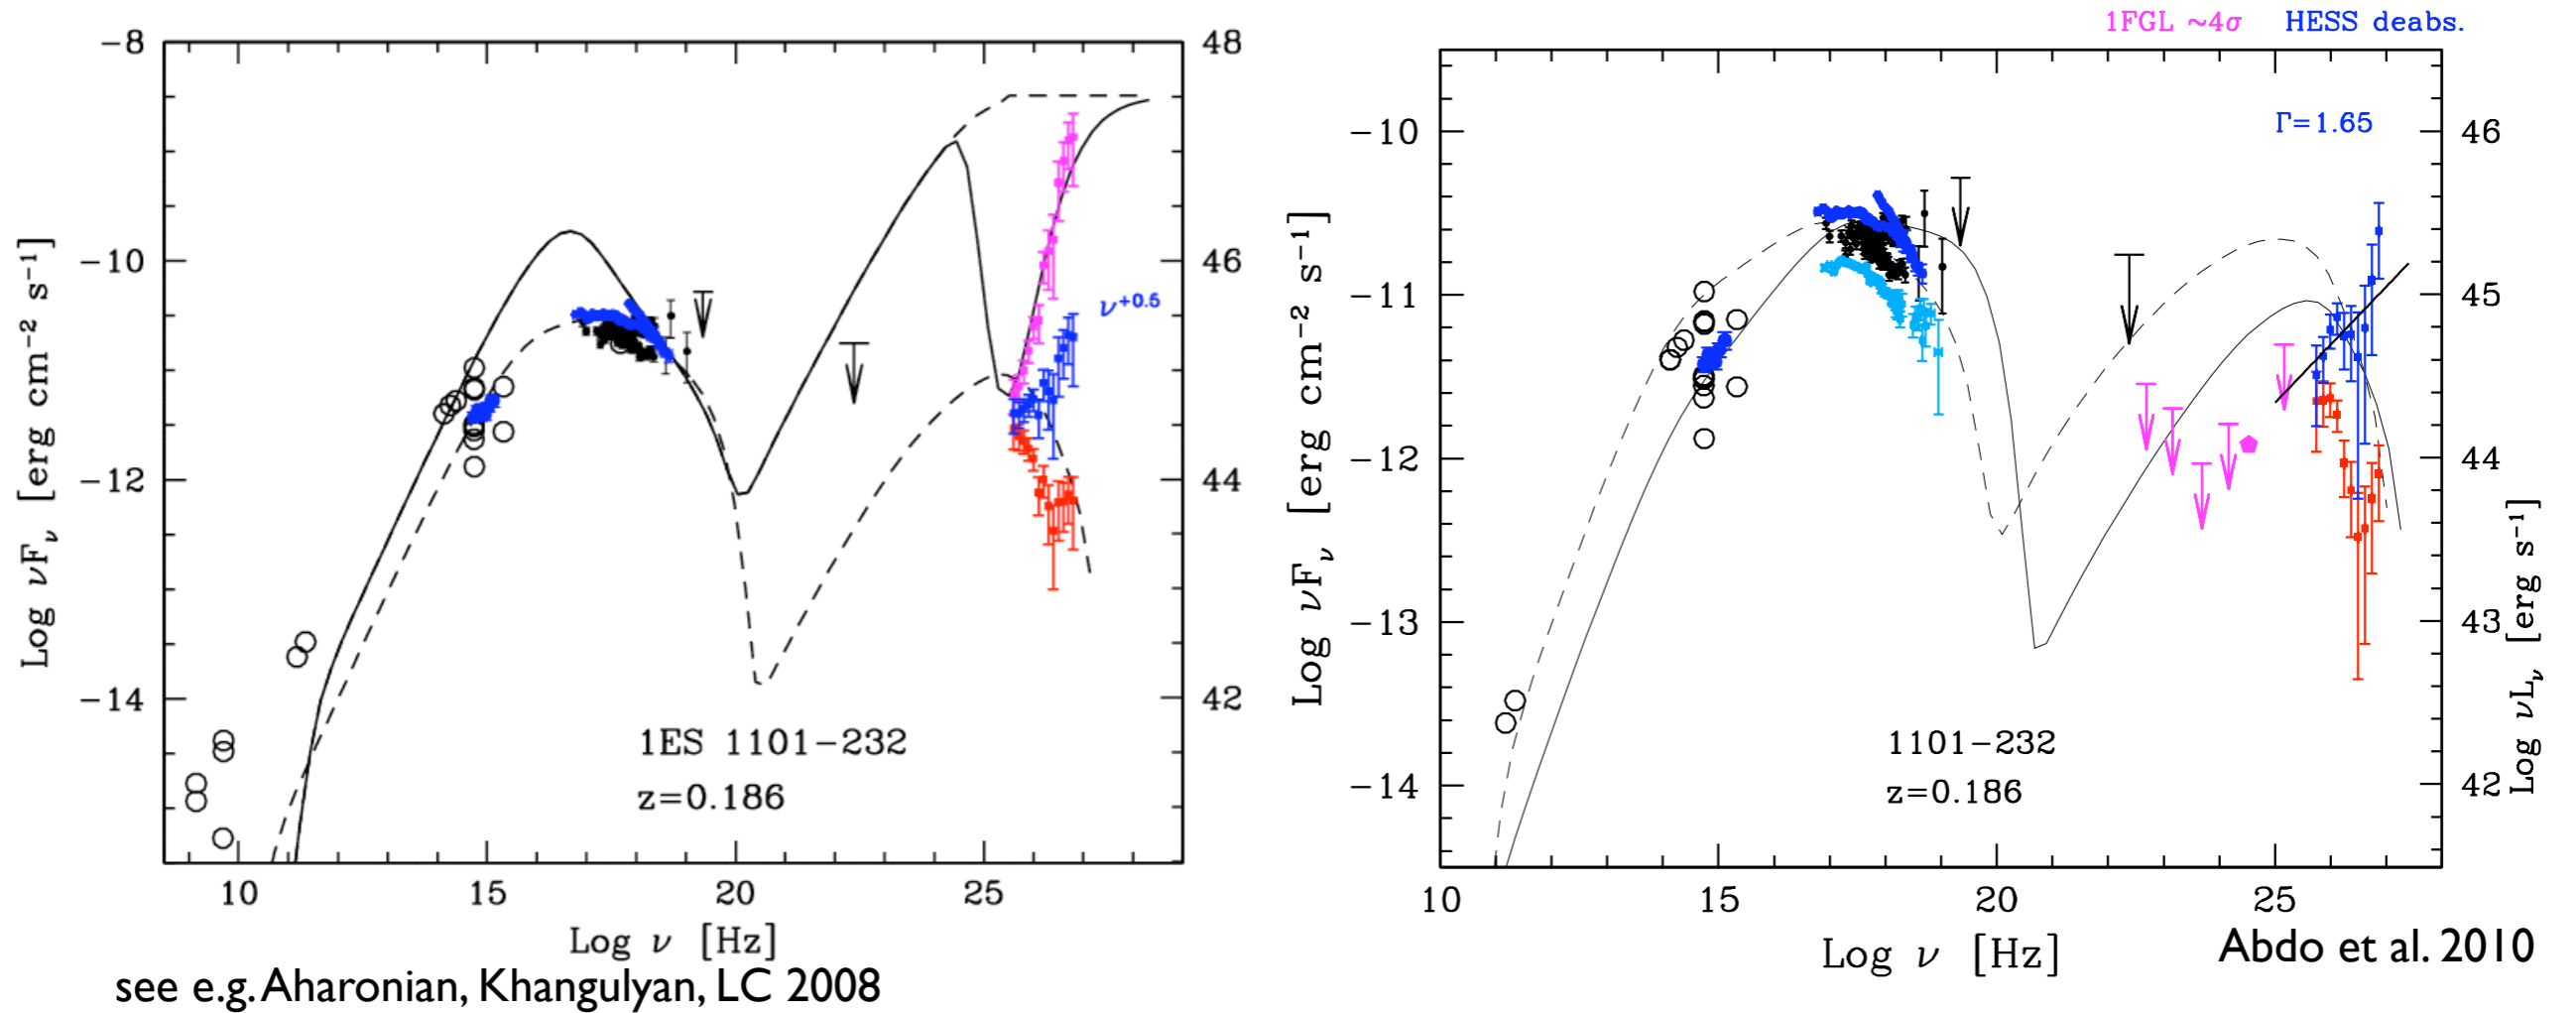 1FGL ~4σ HESS deabs.
-8
-10
-12
-14
48
46
44
42
Log νFν [erg cm−2 s−1]
ν+0.5
1ES 1101-232
z=0.186
10 15 20 25
Log ν [Hz]
see e.g. Aharonian, Khangulyan, LC 2008
-10
-11
-12
-13
-14
46
45
44
43
42
Log νFν [erg cm−2 s−1]
Γ=1.65
1101-232
z=0.186
Log νLν [erg s−1]
10 15 20 25
Log ν [Hz]
Abdo et al. 2010